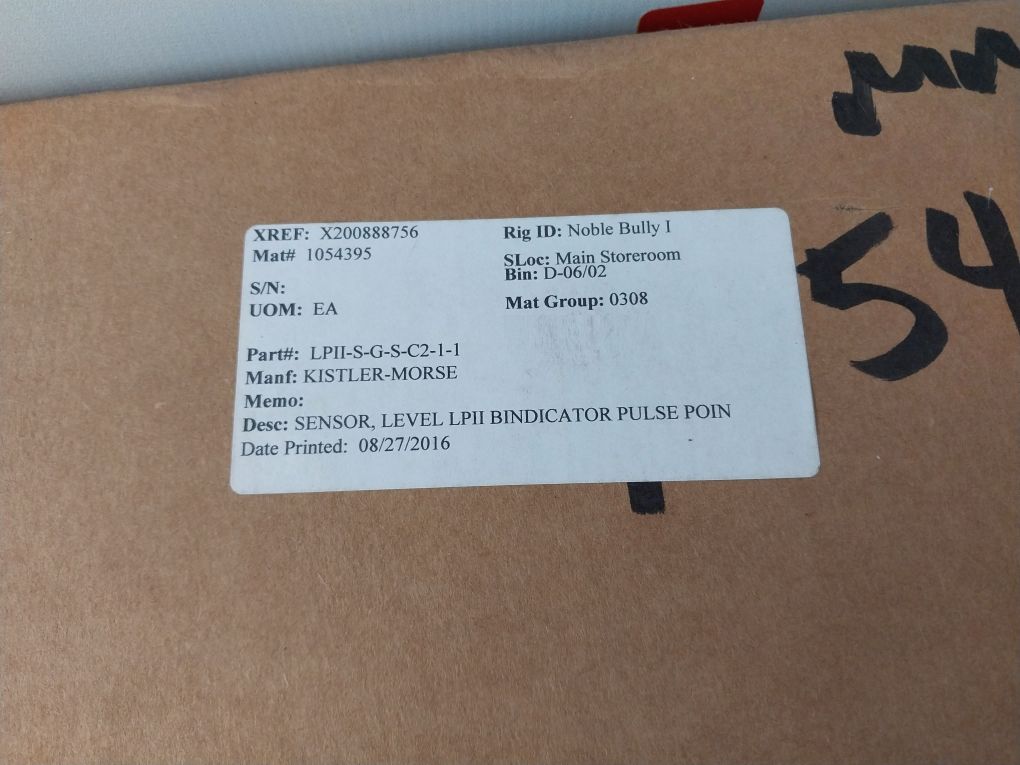 XREF: X200888756
Mat# 1054395
S/N:
UOM: EA
Rig ID: Noble Bully I
SLoc: Main Storeroom
Bin: D-06/02
Mat Group: 0308
Part#: LPII-S-G-S-C2-1-1
Manf: KISTLER-MORSE
Memo:
Desc: SENSOR, LEVEL LPII BINDICATOR PULSE POIN
Date Printed: 08/27/2016
54